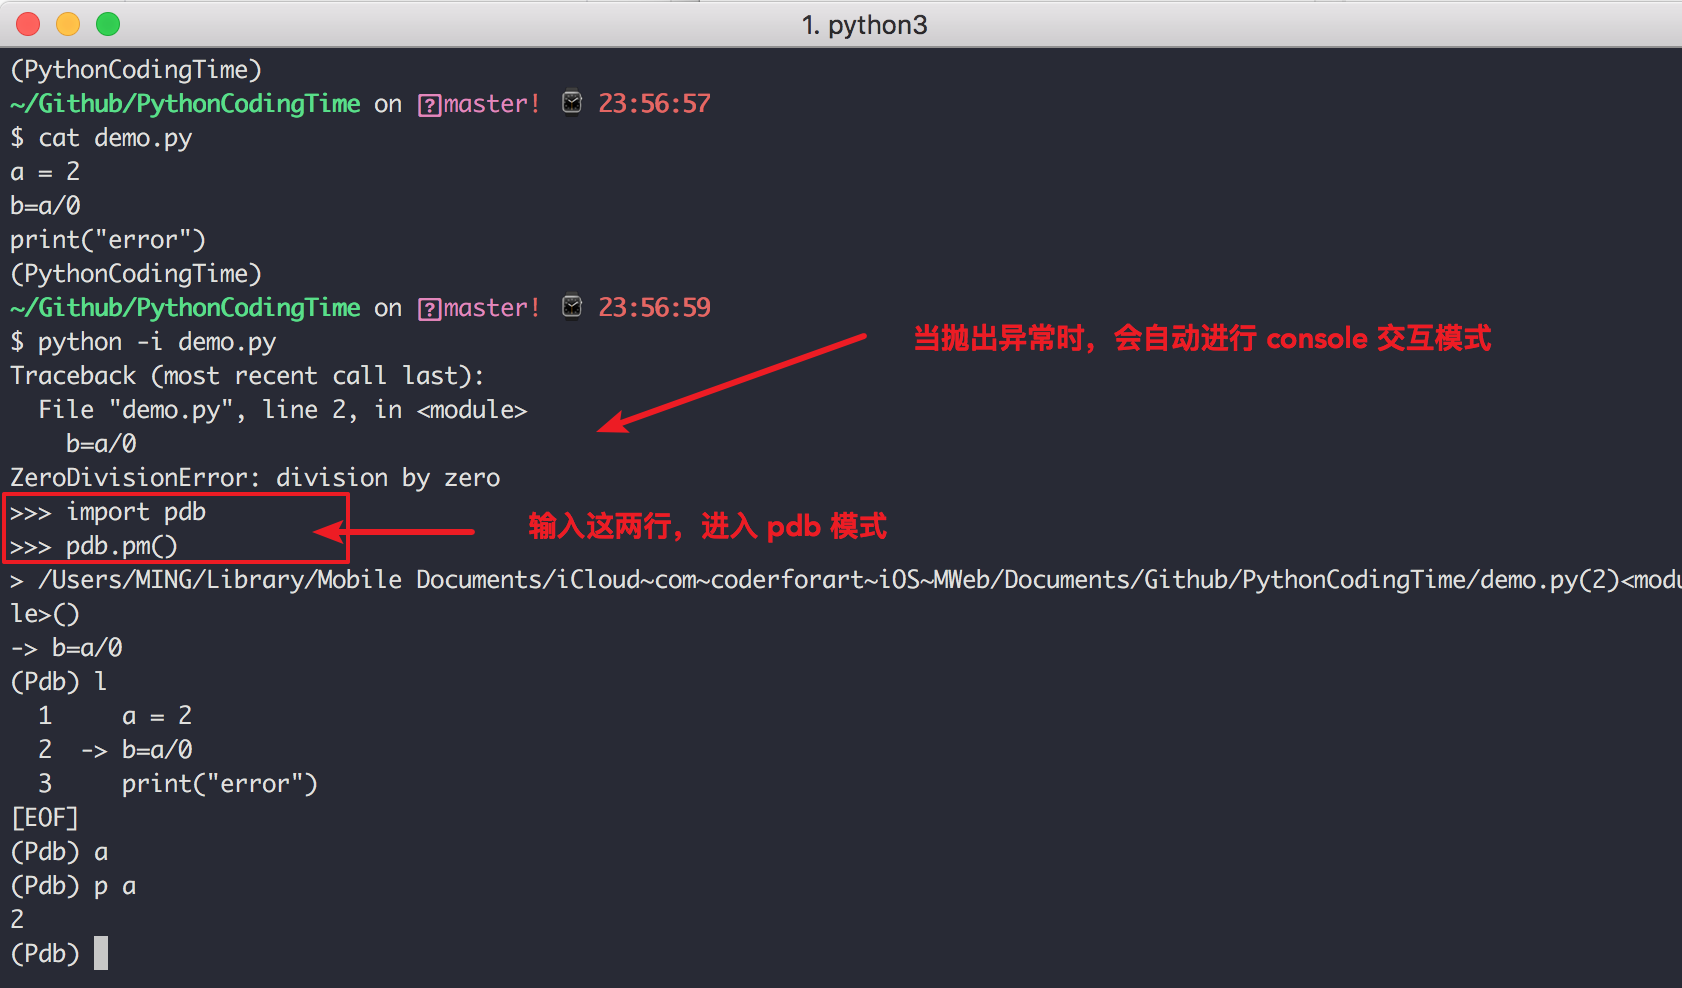 1. python3
(PythonCodingTime)
~/Github/PythonCodingTime on master! 23:56:57
$ cat demo.py
a = 2
b=a/0
print("error")
(PythonCodingTime)
~/Github/PythonCodingTime on master! 23:56:59
$ python -i demo.py
当抛出异常时，会自动进行 console 交互模式
Traceback (most recent call last):
  File "demo.py", line 2, in <module>
    b=a/0
ZeroDivisionError: division by zero
>>> import pdb
输入这两行，进入 pdb 模式
>>> pdb.pm()
> /Users/MING/Library/Mobile Documents/iCloud~com~coderforart~iOS~MWeb/Documents/Github/PythonCodingTime/demo.py(2)<modu
le>()
-> b=a/0
(Pdb) l
  1     a = 2
  2  -> b=a/0
  3     print("error")
[EOF]
(Pdb) a
(Pdb) p a
2
(Pdb)